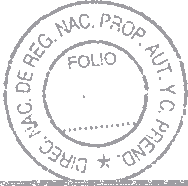 DIREC. NAC. DE REG. NAC. PROP. AUT. Y C. PREND. ★
FOLIO